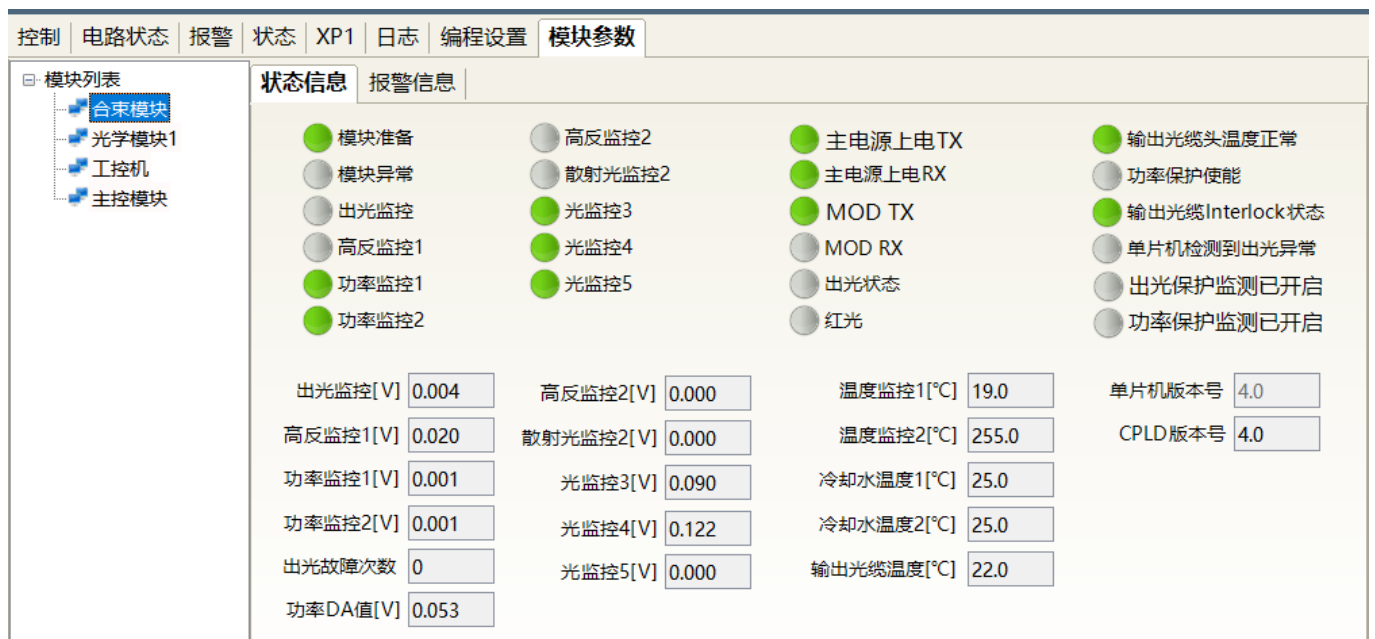 控制 电路状态 报警 状态 XP1 日志 编程设置 模块参数
模块列表
合束模块
光学模块1
工控机
主控模块
状态信息 报警信息
模块准备 高反监控2 主电源上电TX 输出光缆头温度正常
模块异常 散射光监控2 主电源上电RX 功率保护使能
出光监控 光监控3 MOD TX 输出光缆Interlock状态
高反监控1 光监控4 MOD RX 单片机检测到出光异常
功率监控1 光监控5 出光状态 出光保护监测已开启
功率监控2 红光 功率保护监测已开启
出光监控[V] 0.004 高反监控2[V] 0.000 温度监控1[℃] 19.0 单片机版本号 4.0
高反监控1[V] 0.020 散射光监控2[V] 0.000 温度监控2[℃] 255.0 CPLD版本号 4.0
功率监控1[V] 0.001 光监控3[V] 0.090 冷却水温度1[℃] 25.0
功率监控2[V] 0.001 光监控4[V] 0.122 冷却水温度2[℃] 25.0
出光故障次数 0 光监控5[V] 0.000 输出光缆温度[℃] 22.0
功率DA值[V] 0.053